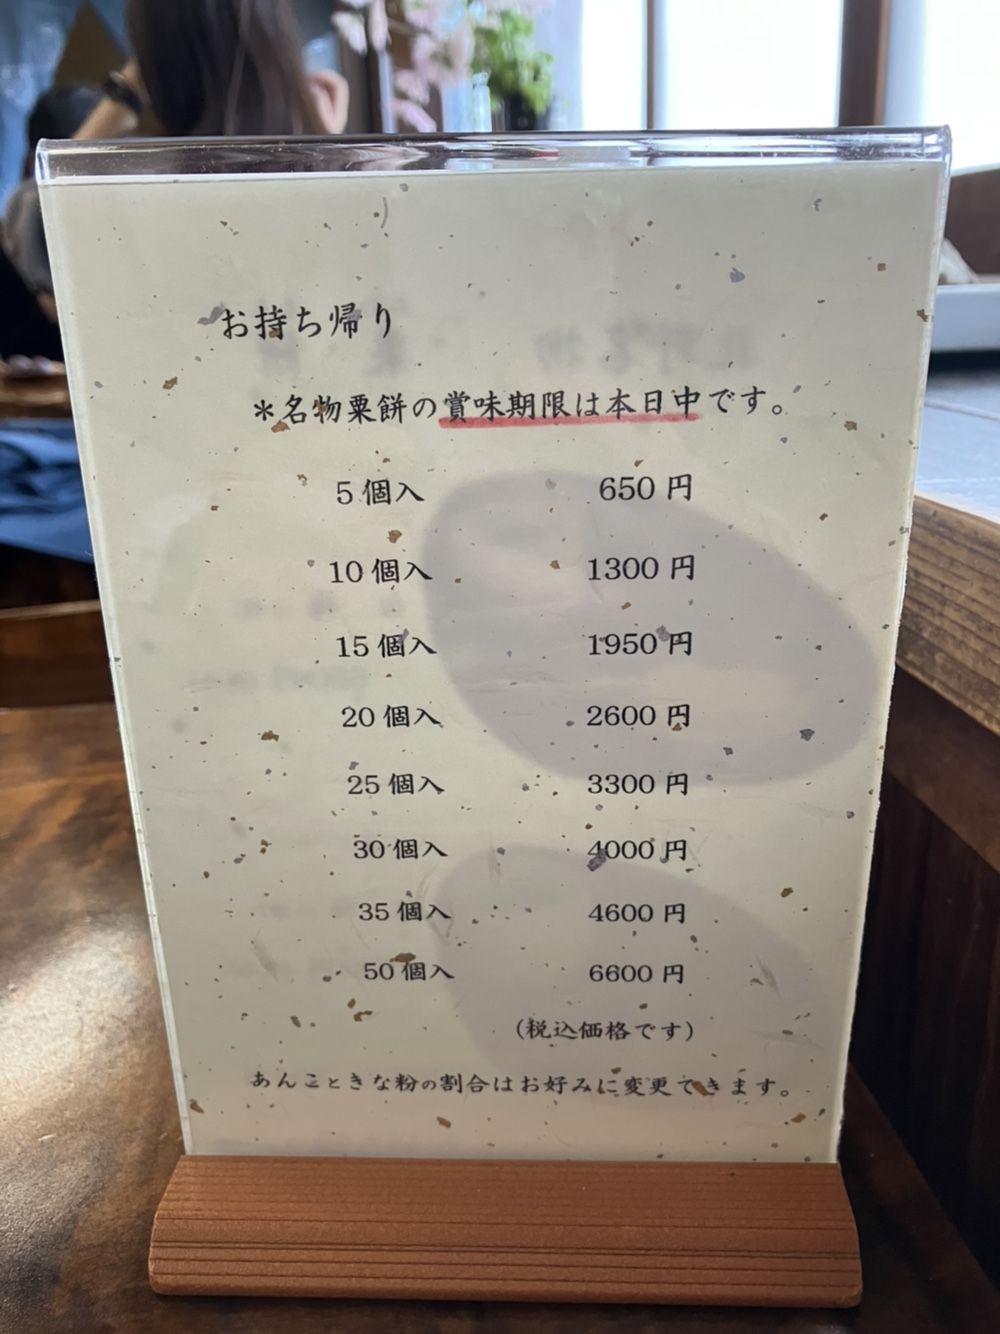 お持ち帰り
＊名物粟餅の賞味期限は本日中です。
5個入 650円
10個入 1300円
15個入 1950円
20個入 2600円
25個入 3300円
30個入 4000円
35個入 4600円
50個入 6600円
(税込価格です)
あんこときな粉の割合はお好みに変更できます。